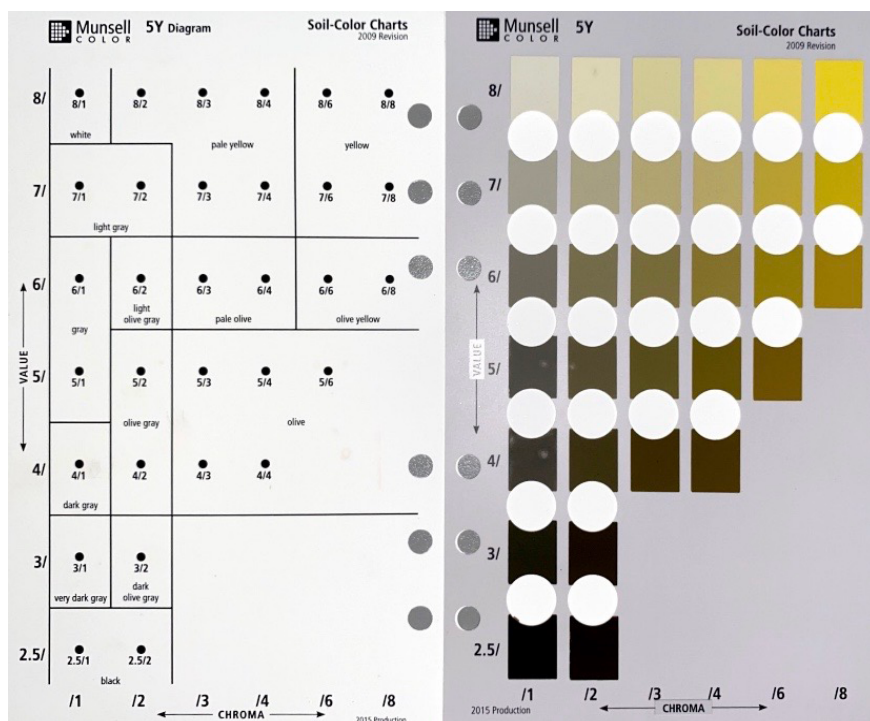 Munsell
COLOR
5Y Diagram
Soil-Color Charts
2009 Revision
8/
8/1 8/2 8/3 8/4 8/6 8/8
white
pale yellow
yellow
7/
7/1 7/2 7/3 7/4 7/6 7/8
light gray
6/
6/1 6/2 6/3 6/4 6/6 6/8
light
olive gray
pale olive
olive yellow
gray
VALUE
5/
5/1 5/2 5/3 5/4 5/6
olive gray
olive
4/
4/1 4/2 4/3 4/4
dark gray
3/
3/1 3/2
very dark gray
dark
olive gray
2.5/
2.5/1 2.5/2
black
/1 /2 /3 /4 /6 /8
CHROMA
2015 Production
Munsell
COLOR
5Y
Soil-Color Charts
2009 Revision
8/
7/
6/
VALUE
5/
4/
3/
2.5/
/1 /2 /3 /4 /6 /8
CHROMA
2015 Production